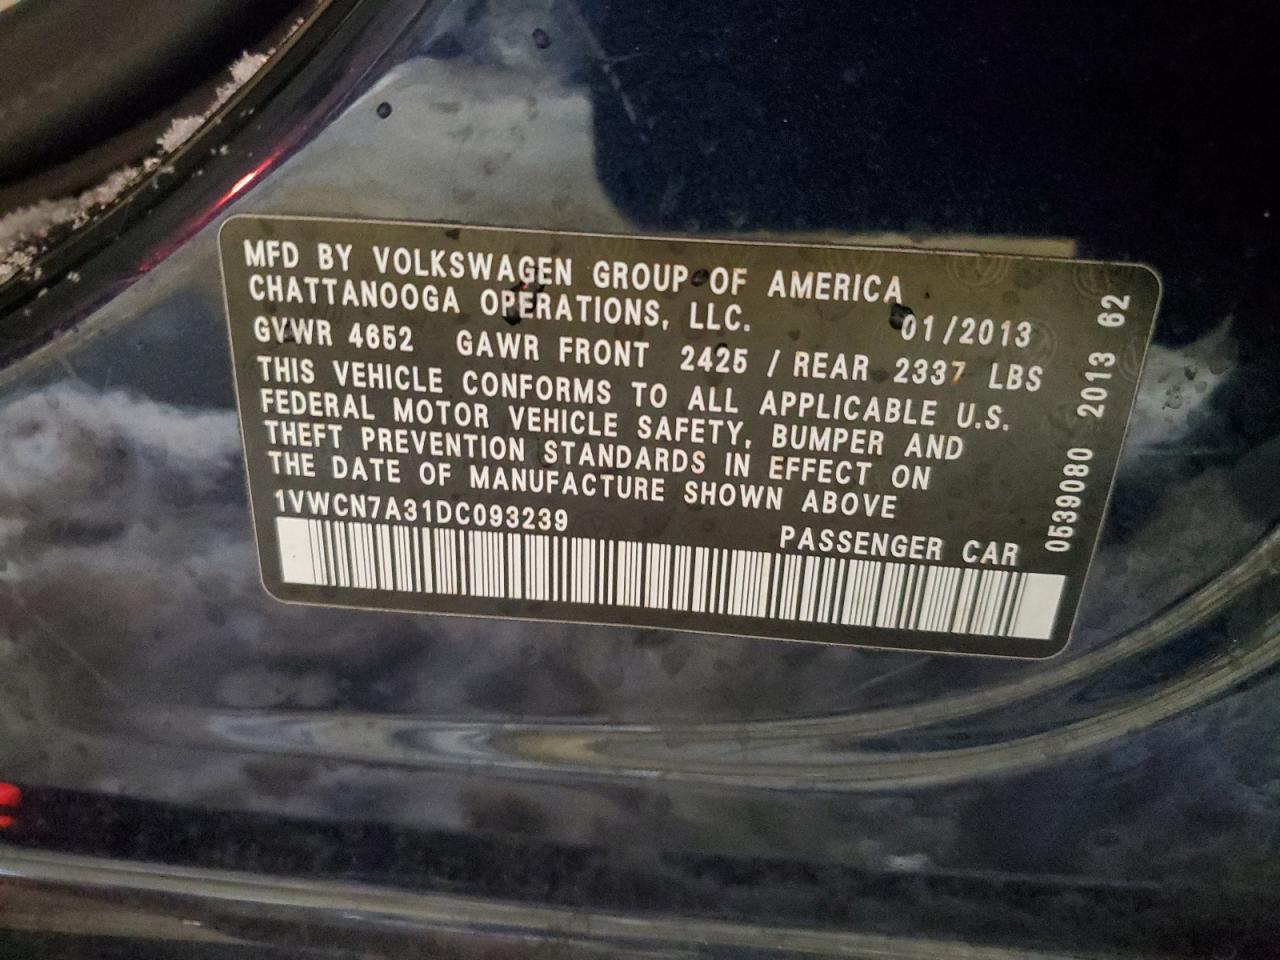 MFD BY VOLKSWAGEN GROUP OF AMERICA
CHATTANOOGA OPERATIONS, LLC.
01/2013
GVWR 4652 GAWR FRONT 2425 / REAR 2337 LBS
THIS VEHICLE CONFORMS TO ALL APPLICABLE U.S.
FEDERAL MOTOR VEHICLE SAFETY, BUMPER AND
THEFT PREVENTION STANDARDS IN EFFECT ON
THE DATE OF MANUFACTURE SHOWN ABOVE
1VWCN7A31DC093239
PASSENGER CAR
0539080 2013 62